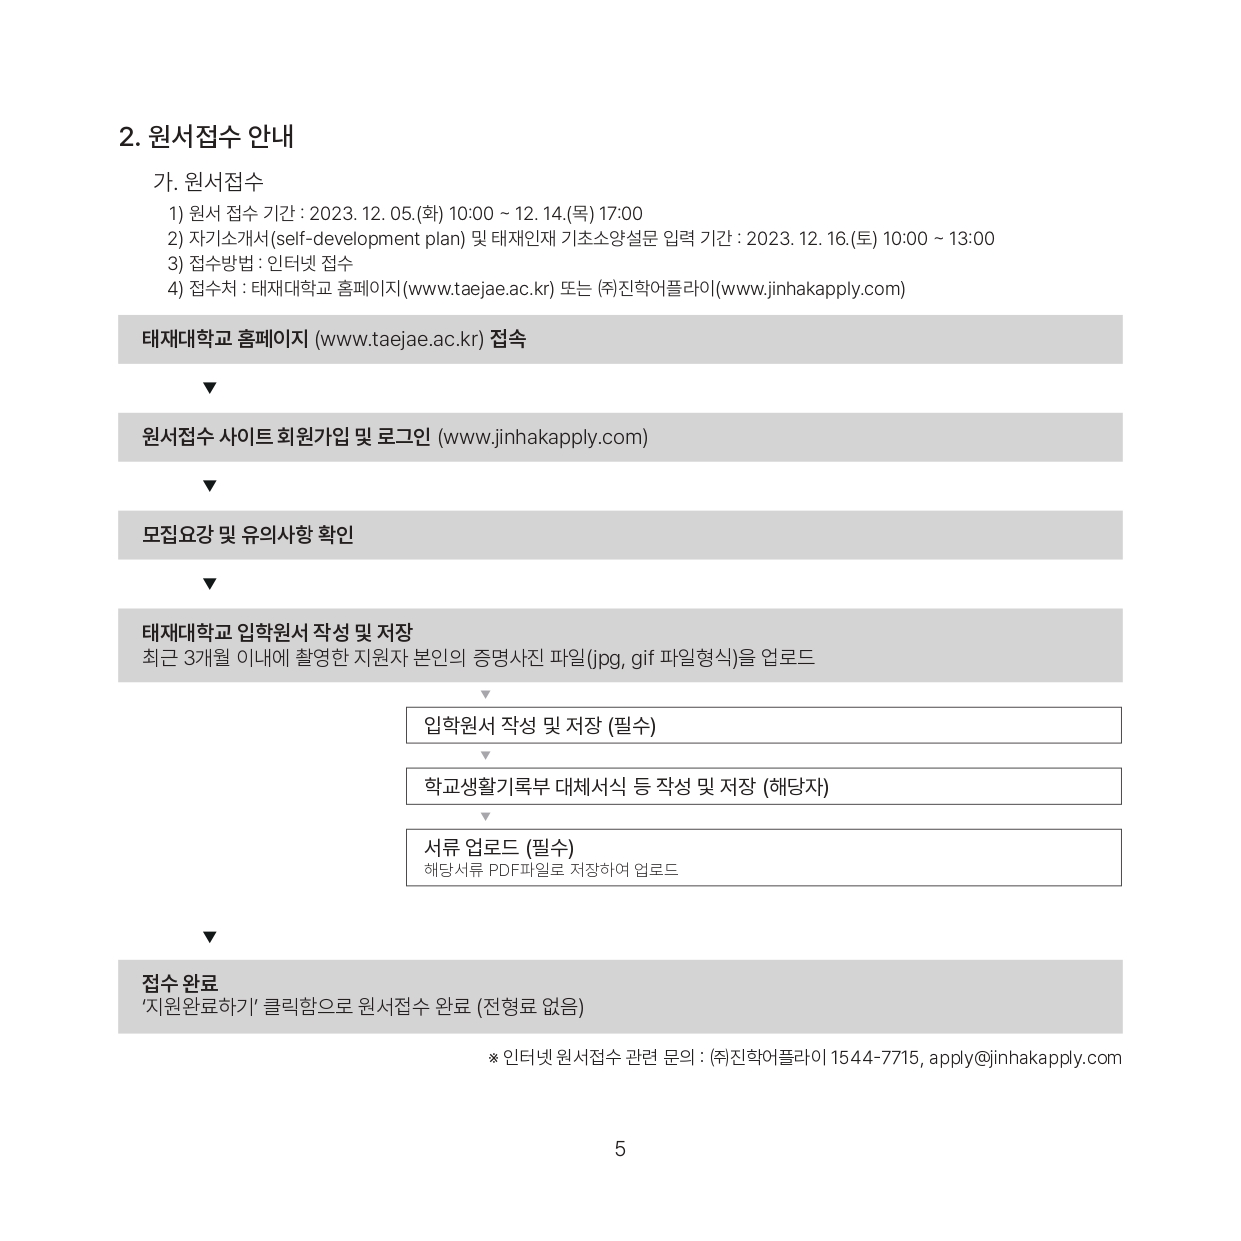 2. 원서접수 안내
가. 원서접수
1) 원서 접수 기간 : 2023. 12. 05.(화) 10:00 ~ 12. 14.(목) 17:00
2) 자기소개서(self-development plan) 및 태재인재 기초소양설문 입력 기간 : 2023. 12. 16.(토) 10:00 ~ 13:00
3) 접수방법 : 인터넷 접수
4) 접수처 : 태재대학교 홈페이지(www.taejae.ac.kr) 또는 ㈜진학어플라이(www.jinhakapply.com)
태재대학교 홈페이지 (www.taejae.ac.kr) 접속
▼
원서접수 사이트 회원가입 및 로그인 (www.jinhakapply.com)
▼
모집요강 및 유의사항 확인
▼
태재대학교 입학원서 작성 및 저장
최근 3개월 이내에 촬영한 지원자 본인의 증명사진 파일(jpg, gif 파일형식)을 업로드
▼
입학원서 작성 및 저장 (필수)
▼
학교생활기록부 대체서식 등 작성 및 저장 (해당자)
▼
서류 업로드 (필수)
해당서류 PDF파일로 저장하여 업로드
▼
접수 완료
‘지원완료하기’ 클릭함으로 원서접수 완료 (전형료 없음)
※ 인터넷 원서접수 관련 문의 : ㈜진학어플라이 1544-7715, apply@jinhakapply.com
5